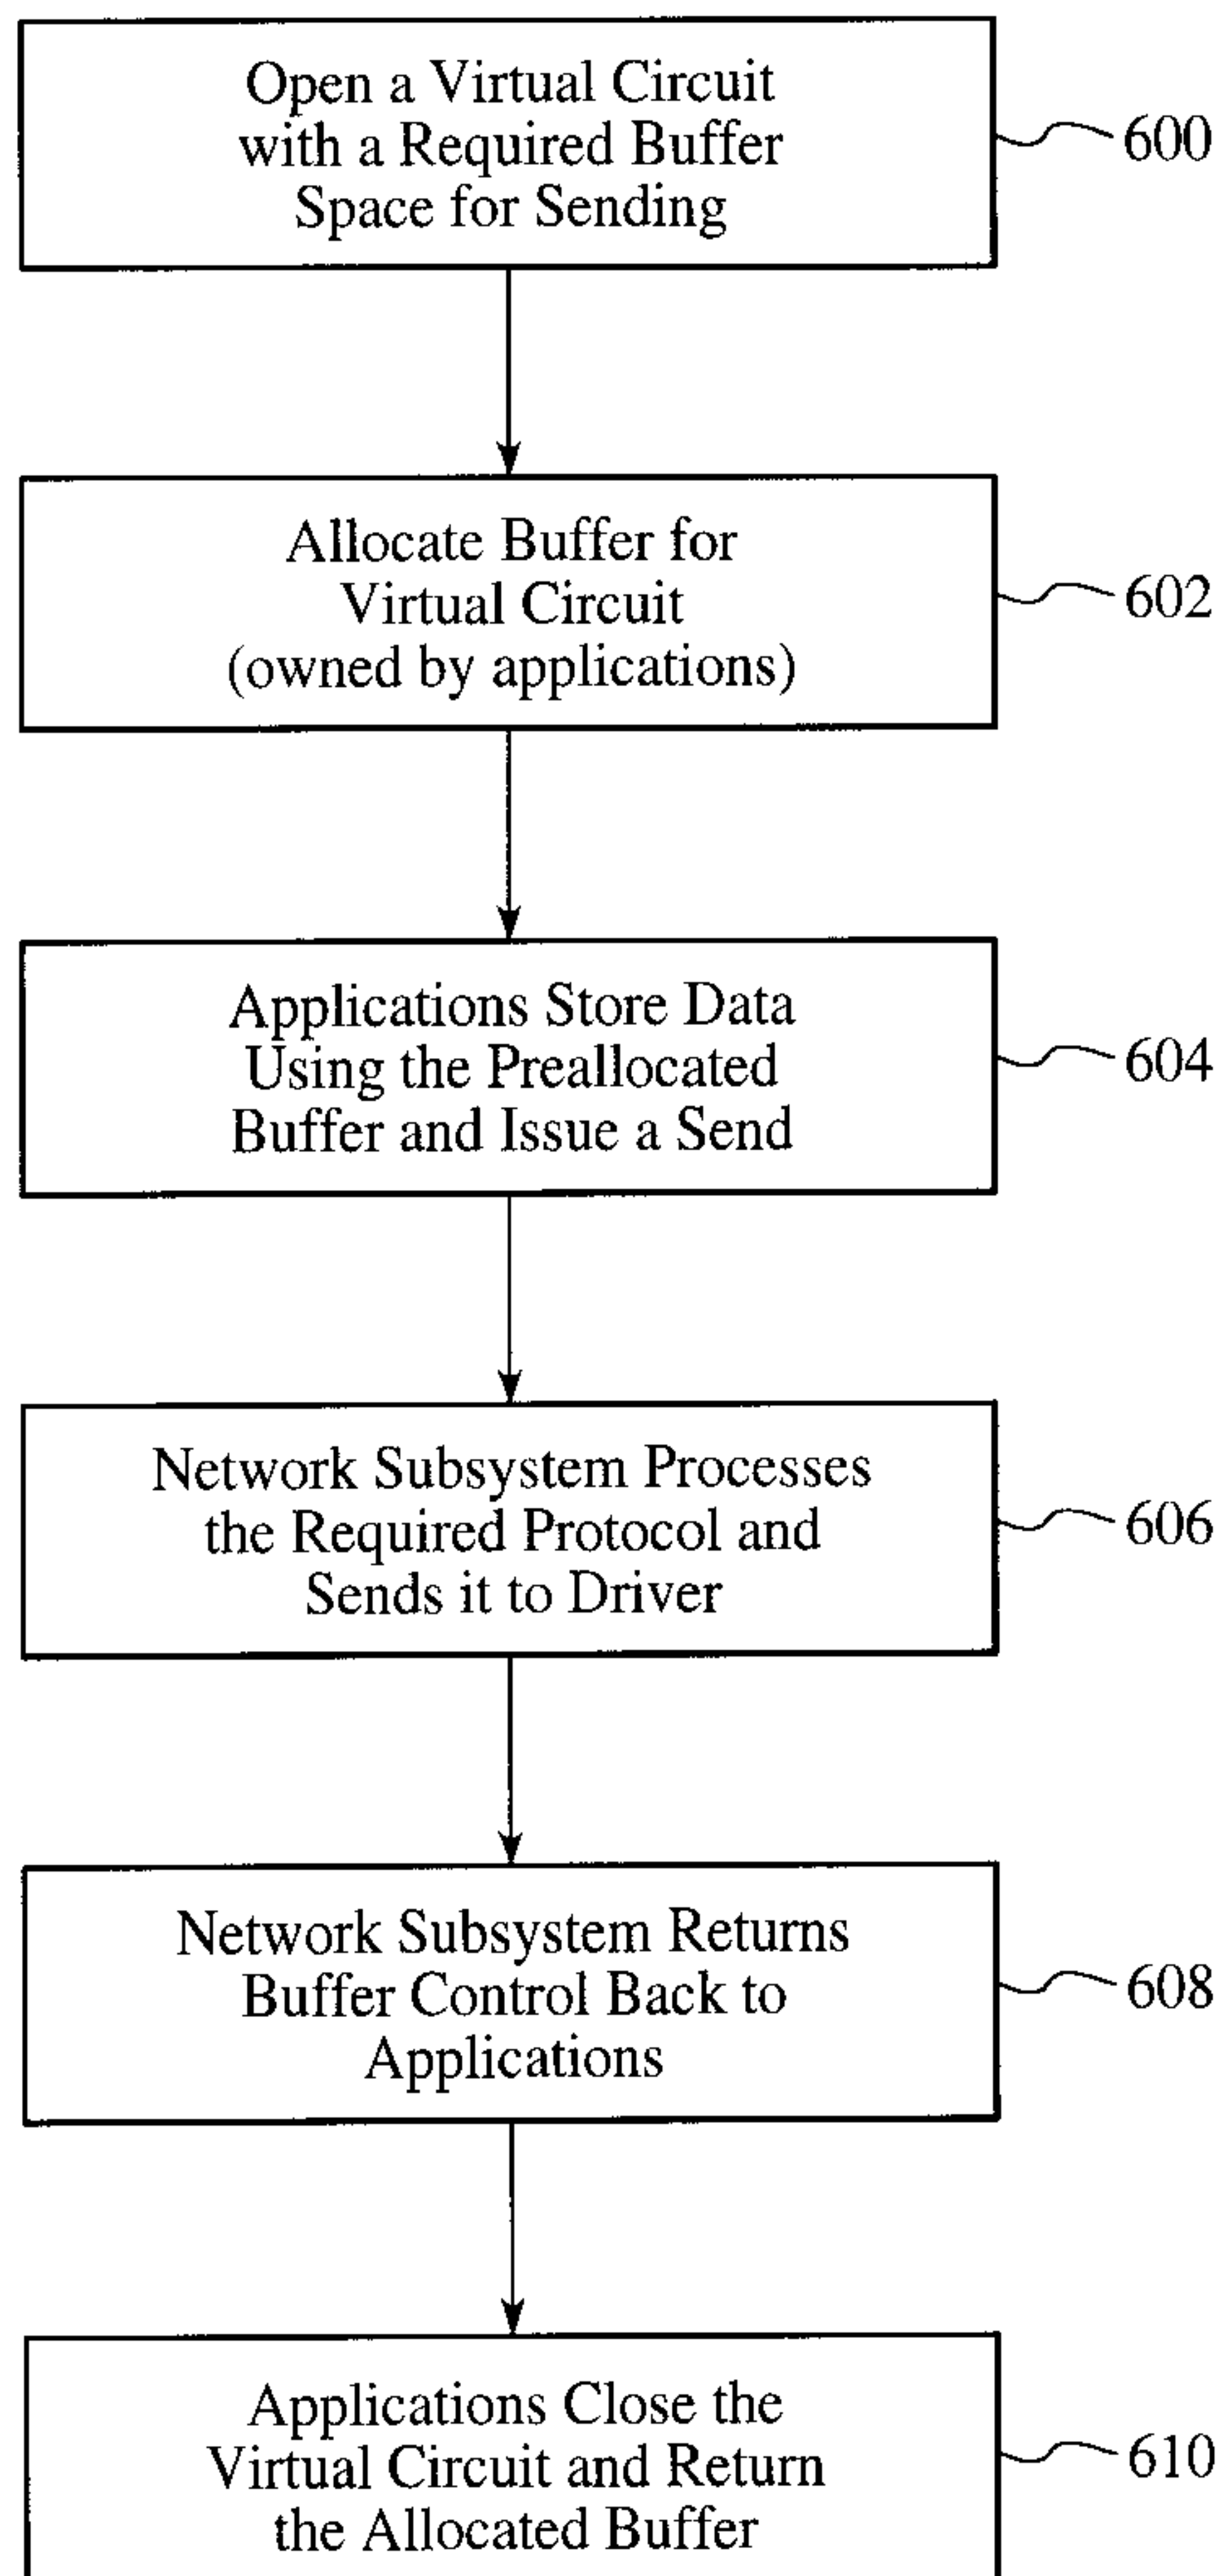 Open a Virtual Circuit
with a Required Buffer
Space for Sending
600
Allocate Buffer for
Virtual Circuit
(owned by applications)
602
Applications Store Data
Using the Preallocated
Buffer and Issue a Send
604
Network Subsystem Processes
the Required Protocol and
Sends it to Driver
606
Network Subsystem Returns
Buffer Control Back to
Applications
608
Applications Close the
Virtual Circuit and Return
the Allocated Buffer
610